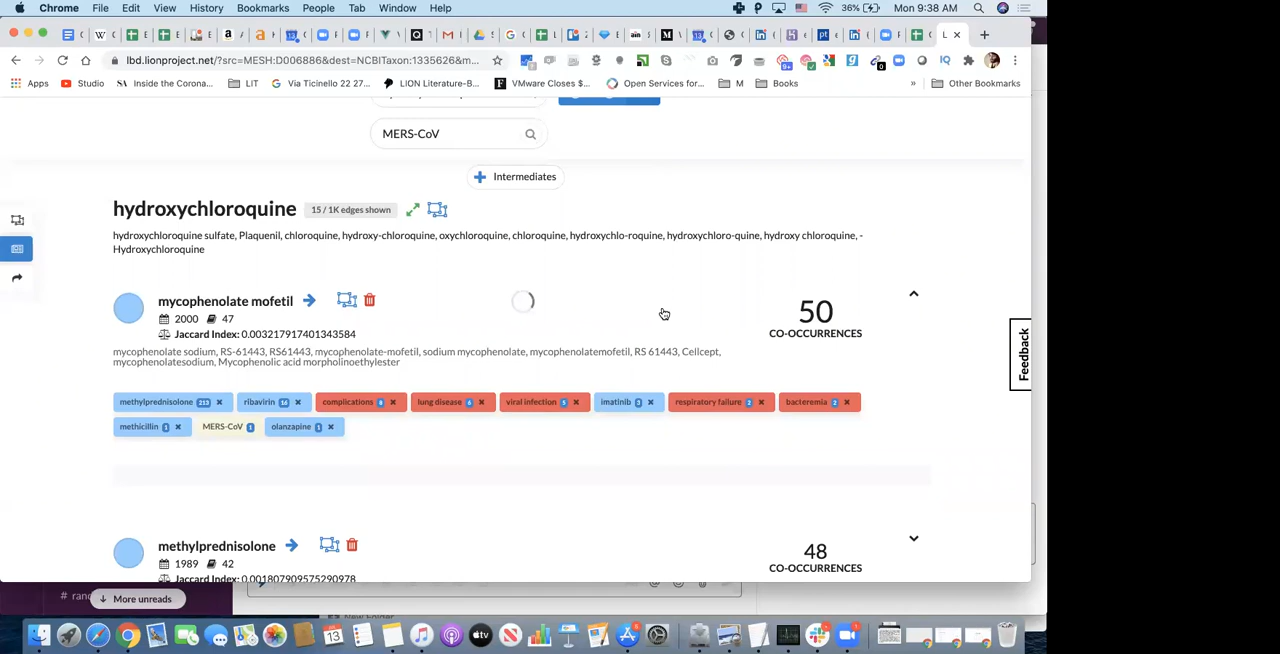 Chrome File Edit View History Bookmarks People Tab Window Help 36% Mon 9:38 AM
lbd.lionproject.net/?src=MESH:D006886&dest=NCBITaxon:1335626&m...
Apps Studio Inside the Corona... LIT Via Ticinello 22 27... LION Literature-B... VMware Closes $... Open Services for... M Books » Other Bookmarks
MERS-CoV
Intermediates
hydroxychloroquine 15 / 1K edges shown
hydroxychloroquine sulfate, Plaquenil, chloroquine, hydroxy-chloroquine, oxychloroquine, chloroquine, hydroxychlo-roquine, hydroxychloro-quine, hydroxy chloroquine, -
Hydroxychloroquine
mycophenolate mofetil
2000 47
Jaccard Index: 0.003217917401343584
50
CO-OCCURRENCES
mycophenolate sodium, RS-61443, RS61443, mycophenolate-mofetil, sodium mycophenolate, mycophenolatemofetil, RS 61443, Cellcept,
mycophenolatesodium, Mycophenolic acid morpholinoethylester
methylprednisolone 213 × ribavirin 16 × complications 8 × lung disease 6 × viral infection 5 × imatinib 3 × respiratory failure 2 × bacteremia 2 ×
methicillin 1 × MERS-CoV 1 olanzapine 1 ×
Feedback
methylprednisolone
1989 42
Jaccard Index: 0.0018079095752909​78
48
CO-OCCURRENCES
# ran
More unreads
New Folder